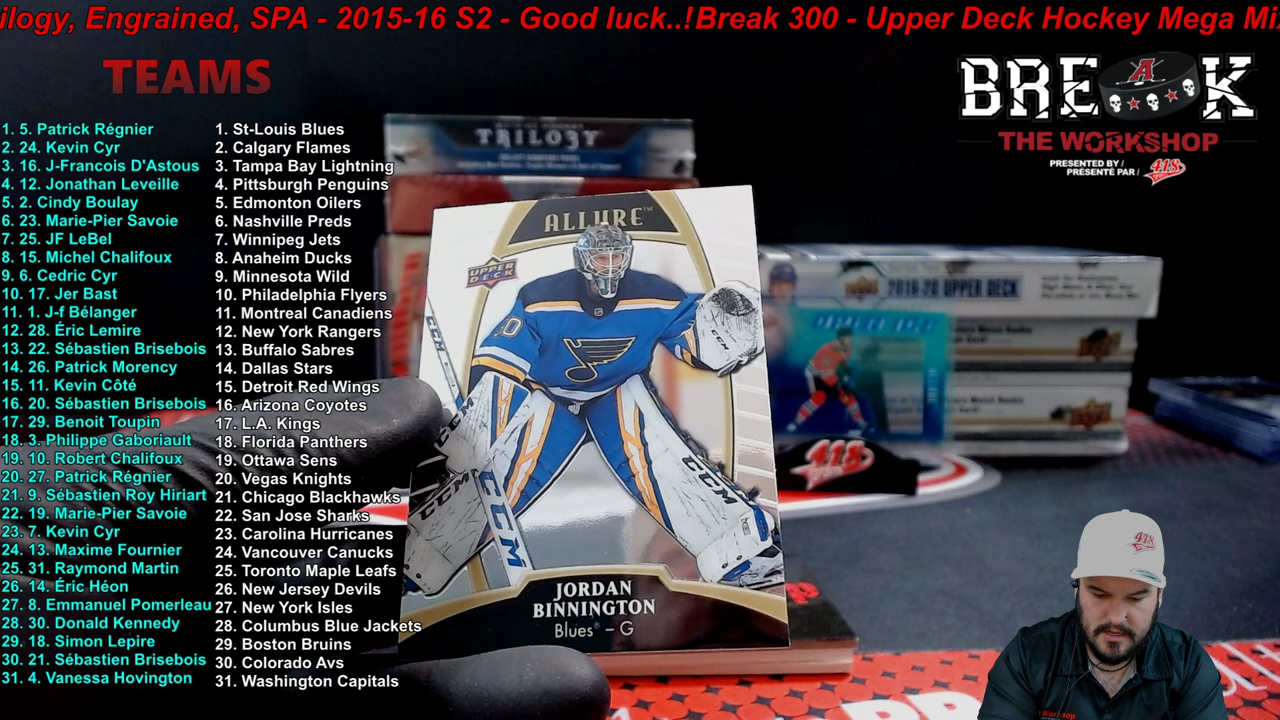 ilogy, Engrained, SPA - 2015-16 S2 - Good luck..!Break 300 - Upper Deck Hockey Mega Mi
TEAMS
BRE A K
THE WORKSHOP
PRESENTED BY /
PRÉSENTÉ PAR / 418
1. 5. Patrick Régnier
2. 24. Kevin Cyr
3. 16. J-Francois D'Astous
4. 12. Jonathan Leveille
5. 2. Cindy Boulay
6. 23. Marie-Pier Savoie
7. 25. JF LeBel
8. 15. Michel Chalifoux
9. 6. Cedric Cyr
10. 17. Jer Bast
11. 1. J-f Bélanger
12. 28. Éric Lemire
13. 22. Sébastien Brisebois
14. 26. Patrick Morency
15. 11. Kevin Côté
16. 20. Sébastien Brisebois
17. 29. Benoit Toupin
18. 3. Philippe Gaboriault
19. 10. Robert Chalifoux
20. 27. Patrick Régnier
21. 9. Sébastien Roy Hiriart
22. 19. Marie-Pier Savoie
23. 7. Kevin Cyr
24. 13. Maxime Fournier
25. 31. Raymond Martin
26. 14. Éric Héon
27. 8. Emmanuel Pomerleau
28. 30. Donald Kennedy
29. 18. Simon Lepire
30. 21. Sébastien Brisebois
31. 4. Vanessa Hovington
1. St-Louis Blues
2. Calgary Flames
3. Tampa Bay Lightning
4. Pittsburgh Penguins
5. Edmonton Oilers
6. Nashville Preds
7. Winnipeg Jets
8. Anaheim Ducks
9. Minnesota Wild
10. Philadelphia Flyers
11. Montreal Canadiens
12. New York Rangers
13. Buffalo Sabres
14. Dallas Stars
15. Detroit Red Wings
16. Arizona Coyotes
17. L.A. Kings
18. Florida Panthers
19. Ottawa Sens
20. Vegas Knights
21. Chicago Blackhawks
22. San Jose Sharks
23. Carolina Hurricanes
24. Vancouver Canucks
25. Toronto Maple Leafs
26. New Jersey Devils
27. New York Isles
28. Columbus Blue Jackets
29. Boston Bruins
30. Colorado Avs
31. Washington Capitals
TRILOGY
ALLURE™
UPPER DECK
CCM
CCM
CCM
JORDAN
BINNINGTON
Blues® – G
2019-20 UPPER DECK
418
418